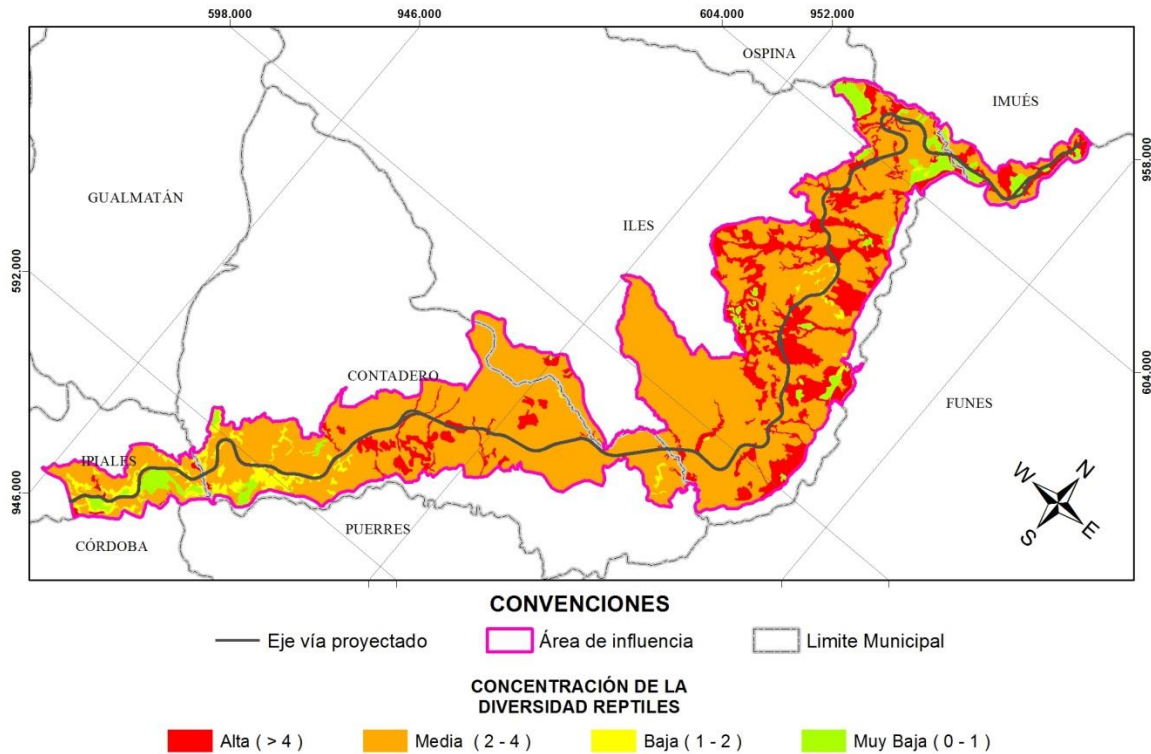 598.000
946.000
604.000
952.000
OSPINA
IMUÉS
958.000
GUALMATÁN
ILES
592.000
604.000
CONTADERO
FUNES
IPIALES
946.000
PUERRES
CÓRDOBA
N
W
E
S
CONVENCIONES
Eje vía proyectado
Área de influencia
Limite Municipal
CONCENTRACIÓN DE LA
DIVERSIDAD REPTILES
Alta ( > 4 )
Media ( 2 - 4 )
Baja ( 1 - 2 )
Muy Baja ( 0 - 1 )